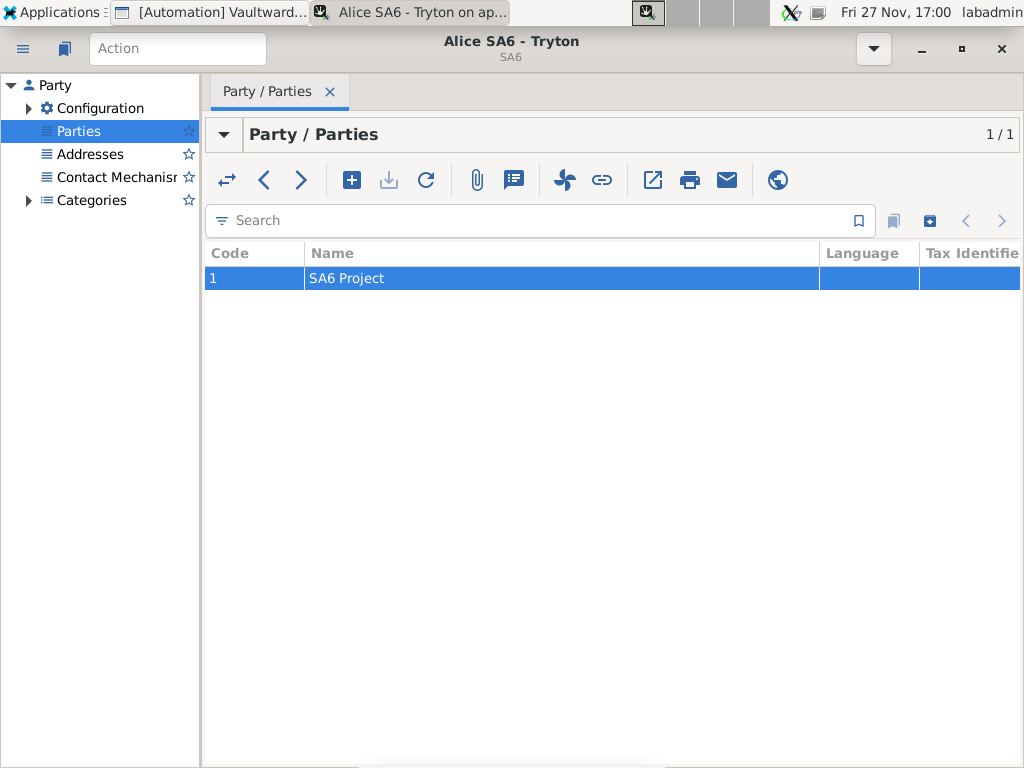 Applications
[Automation] Vaultward...
Alice SA6 - Tryton on ap...
Fri 27 Nov, 17:00
labadmin
Action
Alice SA6 - Tryton
SA6
Party
Configuration
Parties
Addresses
Contact Mechanisr
Categories
Party / Parties
Party / Parties
1 / 1
Search
Code
Name
Language
Tax Identifie
1
SA6 Project